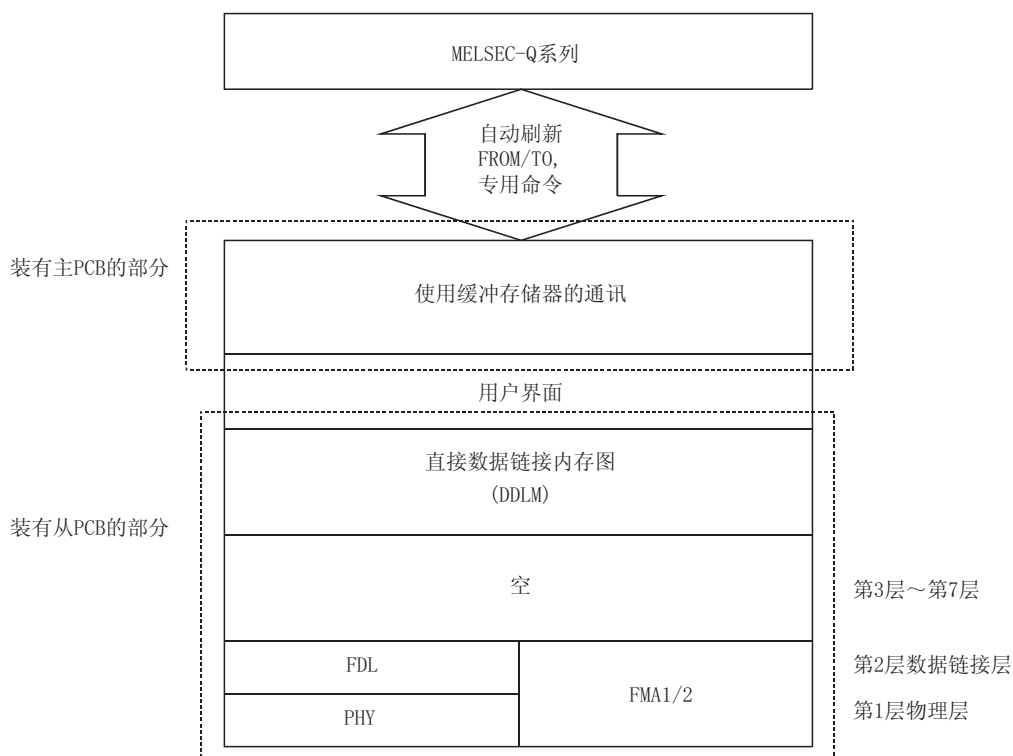 MELSEC-Q系列
自动刷新
FROM/TO,
专用命令
装有主PCB的部分
使用缓冲存储器的通讯
用户界面
直接数据链接内存图
(DDLM)
装有从PCB的部分
空
第3层～第7层
FDL
第2层数据链接层
FMA1/2
PHY
第1层物理层